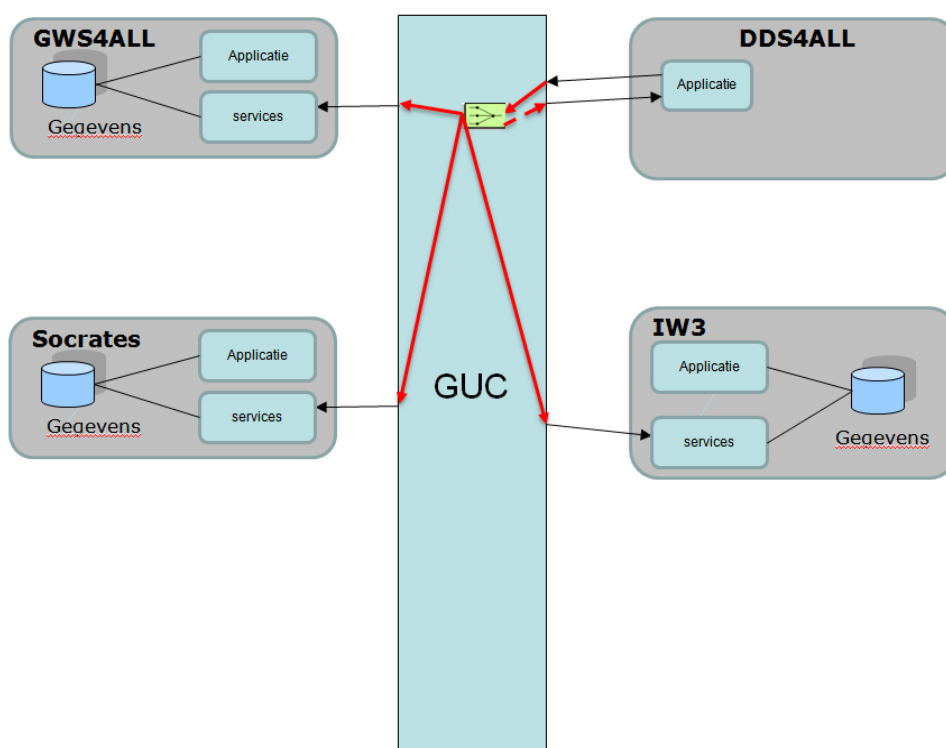 GWS4ALL
Applicatie
services
Gegevens
DDS4ALL
Applicatie
Socrates
Applicatie
services
Gegevens
GUC
IW3
Applicatie
services
Gegevens